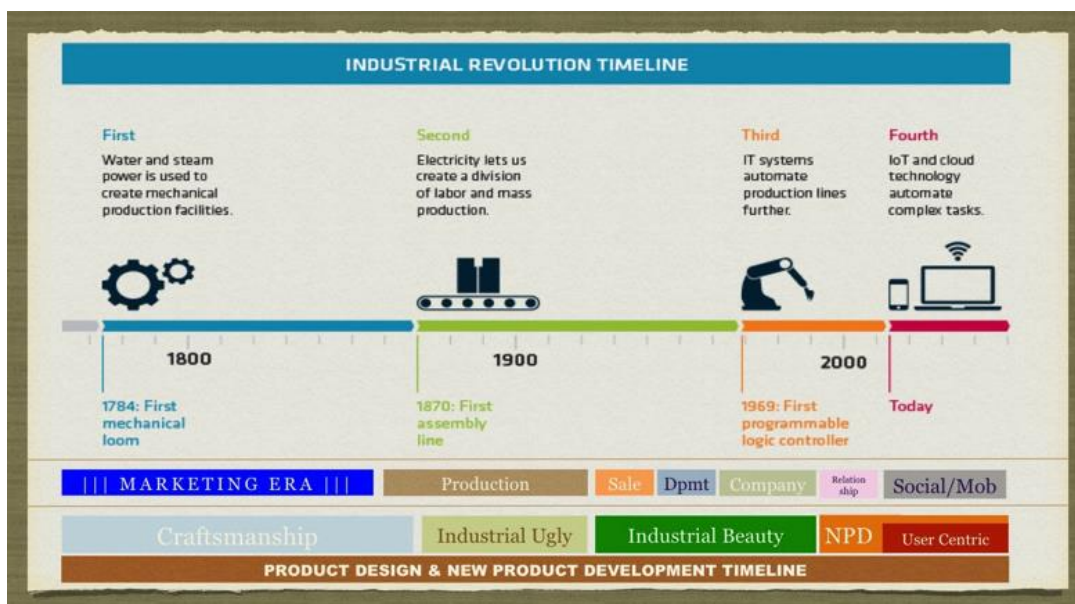 INDUSTRIAL REVOLUTION TIMELINE
First
Water and steam
power is used to
create mechanical
production facilities.
Second
Electricity lets us
create a division
of labor and mass
production.
Third
IT systems
automate
production lines
further.
Fourth
IoT and cloud
technology
automate
complex tasks.
1800
1900
2000
1784: First
mechanical
loom
1870: First
assembly
line
1969: First
programmable
logic controller
Today
||| MARKETING ERA |||
Production
Sale
Dpmt
Company
Relation
ship
Social/Mob
Craftsmanship
Industrial Ugly
Industrial Beauty
NPD
User Centric
PRODUCT DESIGN & NEW PRODUCT DEVELOPMENT TIMELINE